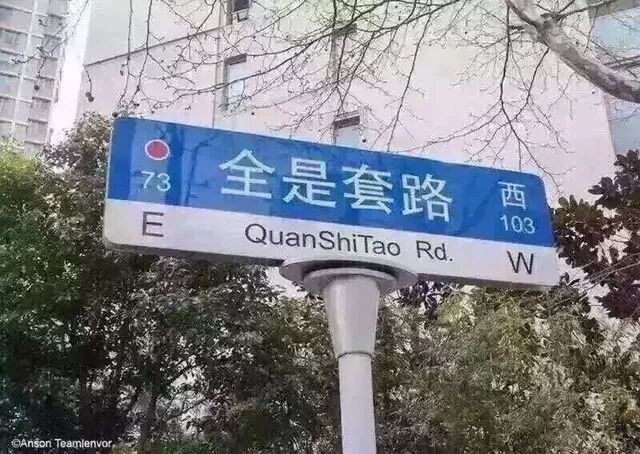 全是套路
西
73
103
E
QuanShiTao Rd.
W
©Anson Teamlenvor